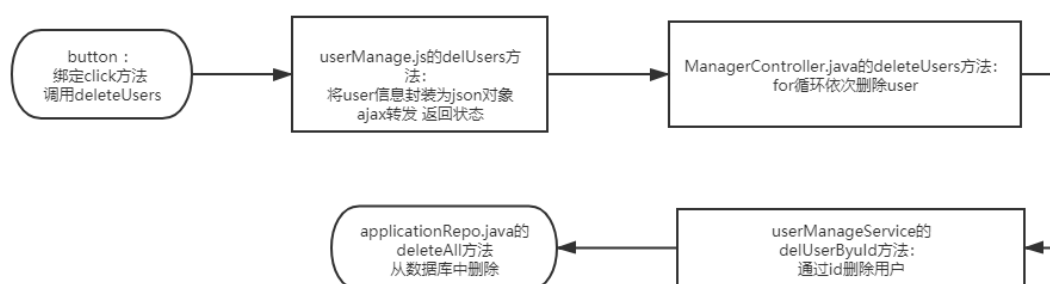 button：
绑定click方法
调用deleteUsers
userManage.js的delUsers方
法：
将user信息封装为json对象
ajax转发 返回状态
ManagerController.java的deleteUsers方法：
for循环依次删除user
applicationRepo.java的
deleteAll方法
从数据库中删除
userManageService的
delUserByuId方法：
通过id删除用户